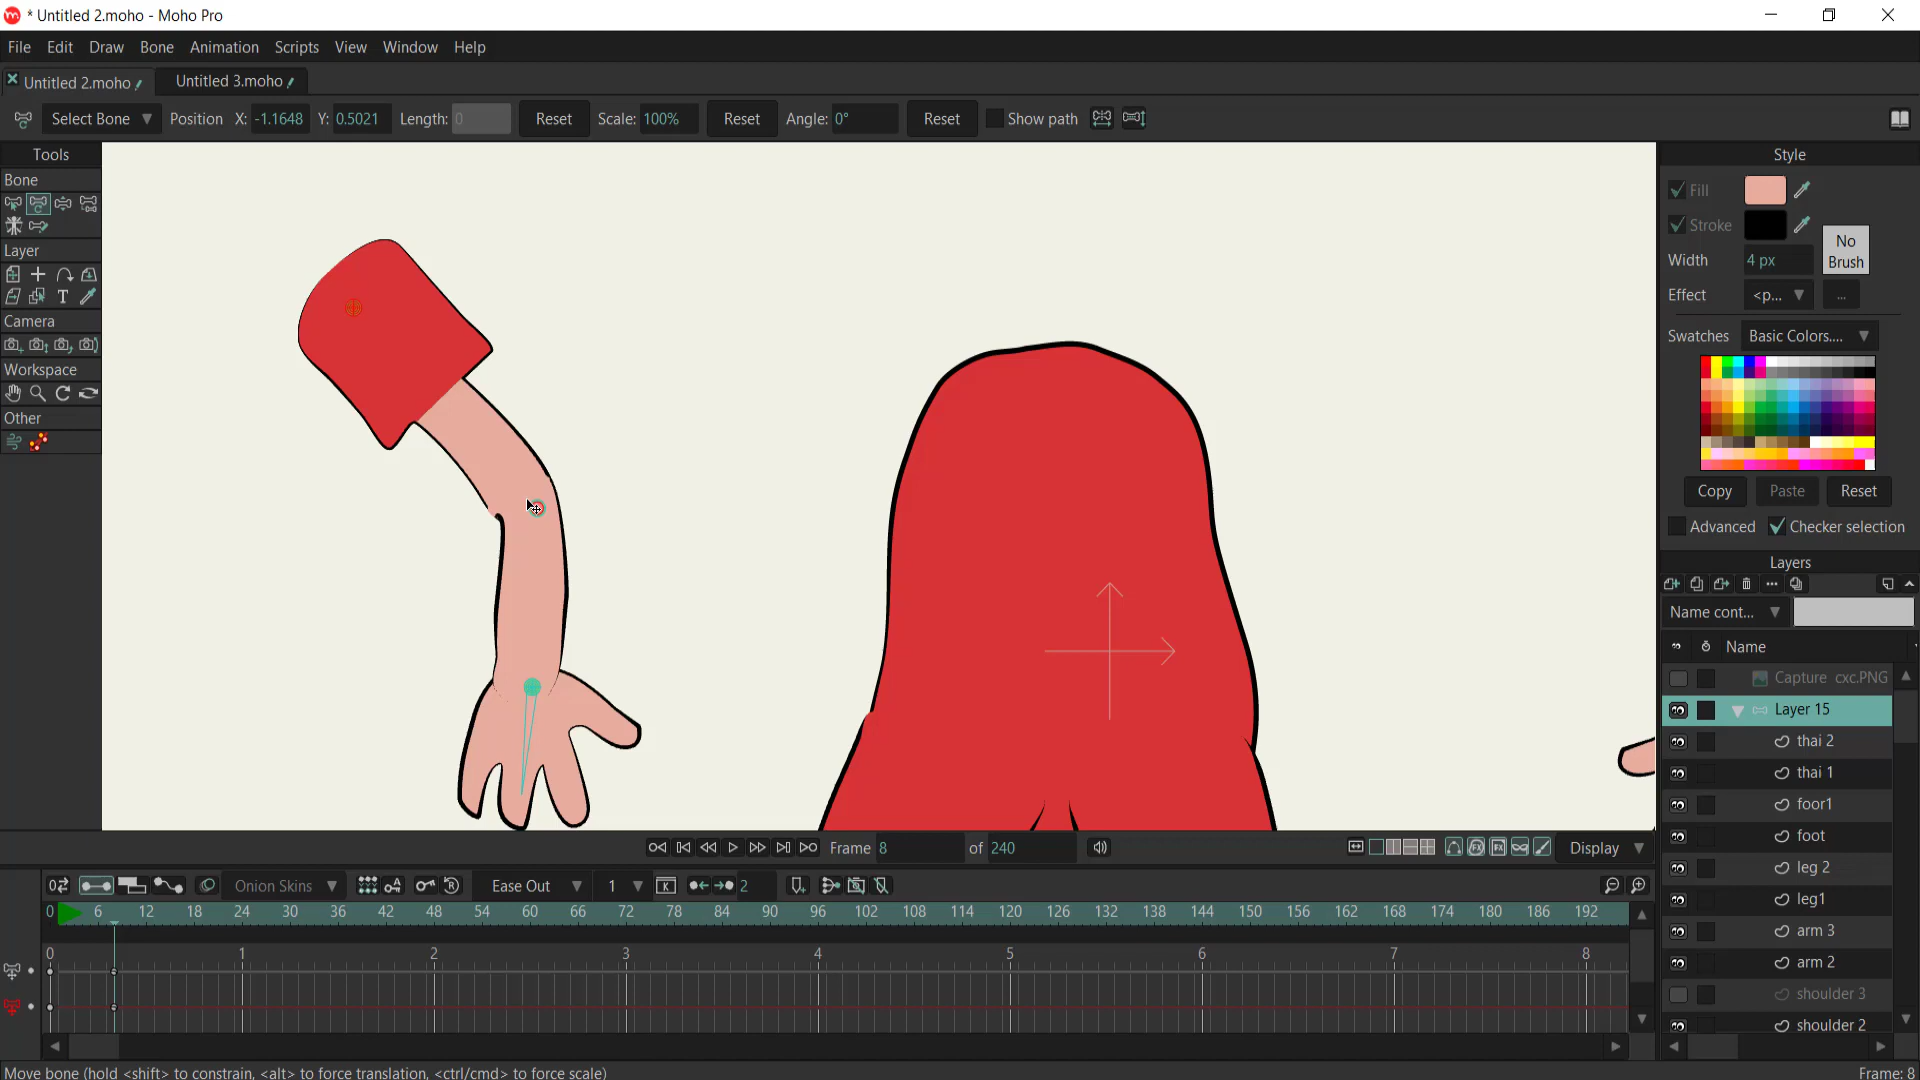 * Untitled 2.moho - Moho Pro
File Edit Draw Bone Animation Scripts View Window Help
Untitled 2.moho Untitled 3.moho
Select Bone Position X: -1.1648 Y: 0.5021 Length: 0 Reset Scale: 100% Reset Angle: 0° Reset Show path
Tools
Bone
Layer
Camera
Workspace
Other
Style
Fill
Stroke
No Brush
Width 4 px
Effect <p... ...
Swatches Basic Colors....
Copy Paste Reset
Advanced Checker selection
Layers
Name cont...
Name
Capture cxc.PNG
Layer 15
thai 2
thai 1
foor1
foot
leg 2
leg1
arm 3
arm 2
shoulder 3
shoulder 2
Frame 8 of 240 Display
Onion Skins Ease Out 1 2
0 6 12 18 24 30 36 42 48 54 60 66 72 78 84 90 96 102 108 114 120 126 132 138 144 150 156 162 168 174 180 186 192
0 1 2 3 4 5 6 7 8
Move bone (hold <shift> to constrain, <alt> to force translation, <ctrl/cmd> to force scale) Frame: 8